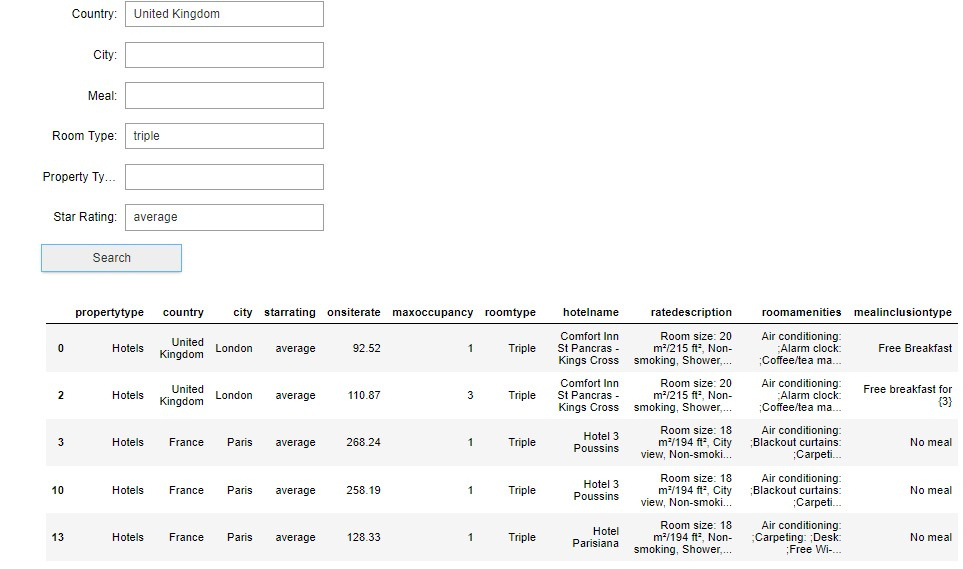 Country: United Kingdom
City:
Meal:
Room Type: triple
Property Ty...
Star Rating: average
Search
propertytype country city starrating onsiterate maxoccupancy roomtype hotelname ratedescription roomamenities mealinclusiontype
0 Hotels United Kingdom London average 92.52 1 Triple Comfort Inn St Pancras - Kings Cross Room size: 20 m²/215 ft², Non-smoking, Shower,... Air conditioning: ;Alarm clock: ;Coffee/tea ma... Free Breakfast
2 Hotels United Kingdom London average 110.87 3 Triple Comfort Inn St Pancras - Kings Cross Room size: 20 m²/215 ft², Non-smoking, Shower,... Air conditioning: ;Alarm clock: ;Coffee/tea ma... Free breakfast for {3}
3 Hotels France Paris average 268.24 1 Triple Hotel 3 Poussins Room size: 18 m²/194 ft², City view, Non-smoki... Air conditioning: ;Blackout curtains: ;Carpeti... No meal
10 Hotels France Paris average 258.19 1 Triple Hotel 3 Poussins Room size: 18 m²/194 ft², City view, Non-smoki... Air conditioning: ;Blackout curtains: ;Carpeti... No meal
13 Hotels France Paris average 128.33 1 Triple Hotel Parisiana Room size: 18 m²/194 ft², Non-smoking, Shower,... Air conditioning: ;Carpeting: ;Desk: ;Free Wi-... No meal